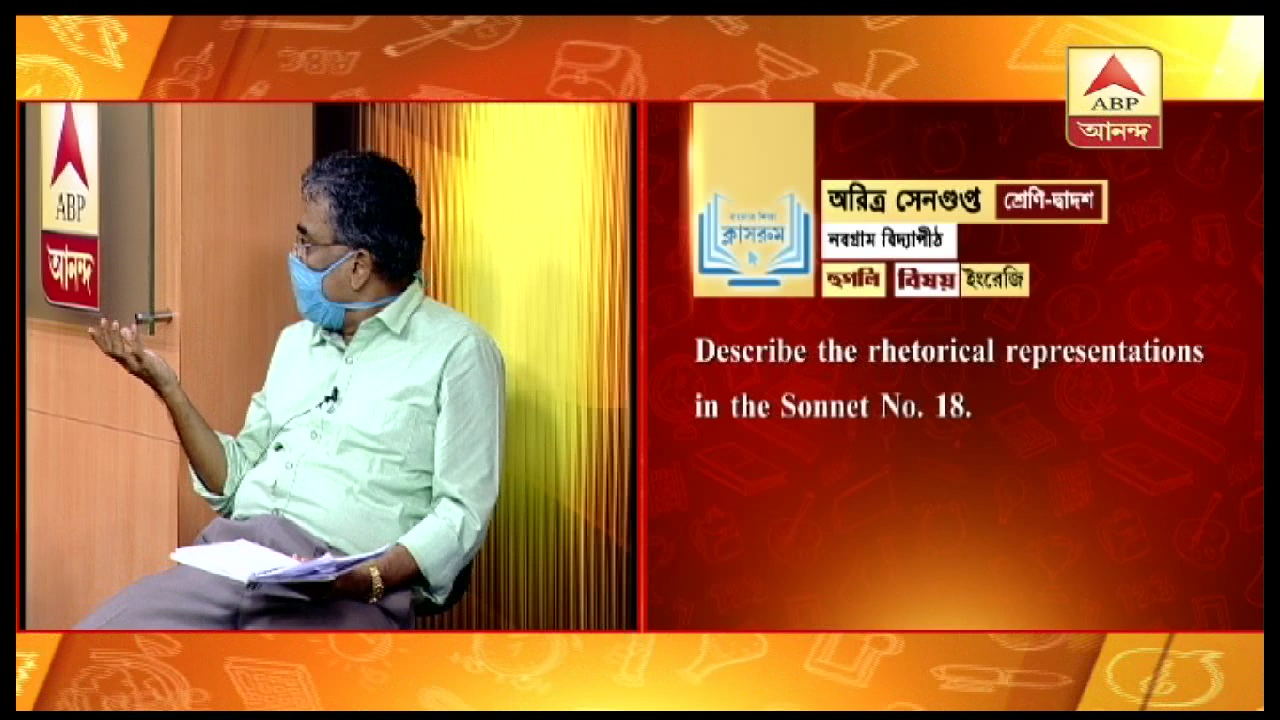 ABP
আনন্দ
ABP
আনন্দ
বাংলার শিক্ষা
ক্লাসরুম
অরিত্র সেনগুপ্ত শ্রেণি-দ্বাদশ
নবগ্রাম বিদ্যাপীঠ
হুগলি বিষয় ইংরেজি
Describe the rhetorical representations
in the Sonnet No. 18.